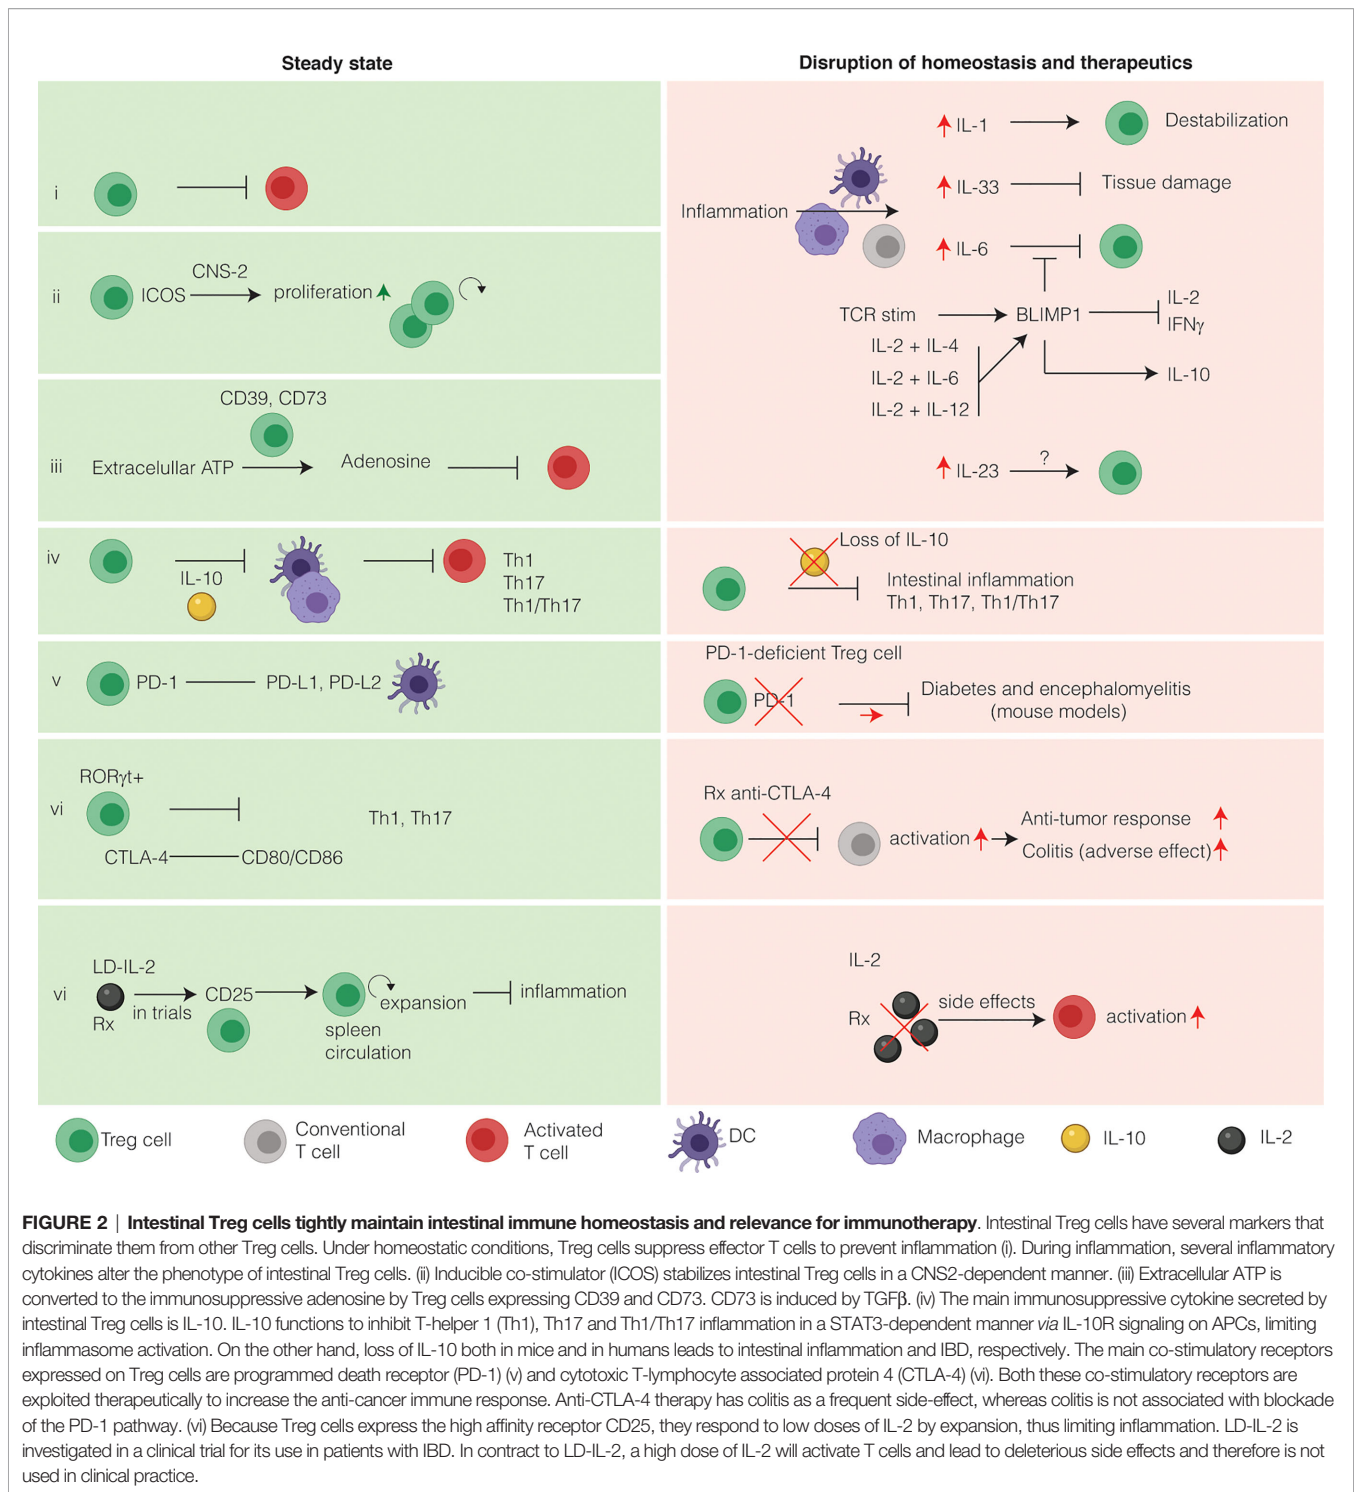 Steady state
Disruption of homeostasis and therapeutics
i
ii
ICOS
CNS-2
proliferation
CD39, CD73
iii
Extracelullar ATP
Adenosine
iv
IL-10
Th1
Th17
Th1/Th17
v
PD-1
PD-L1, PD-L2
RORγt+
vi
Th1, Th17
CTLA-4
CD80/CD86
LD-IL-2
vi
Rx
in trials
CD25
expansion
spleen
circulation
inflammation
IL-1
Destabilization
IL-33
Tissue damage
Inflammation
IL-6
TCR stim
BLIMP1
IL-2
IFNγ
IL-2 + IL-4
IL-2 + IL-6
IL-2 + IL-12
IL-10
IL-23
?
Loss of IL-10
Intestinal inflammation
Th1, Th17, Th1/Th17
PD-1-deficient Treg cell
PD-1
Diabetes and encephalomyelitis
(mouse models)
Rx anti-CTLA-4
activation
Anti-tumor response
Colitis (adverse effect)
IL-2
Rx
side effects
activation
Treg cell
Conventional
T cell
Activated
T cell
DC
Macrophage
IL-10
IL-2
FIGURE 2 | Intestinal Treg cells tightly maintain intestinal immune homeostasis and relevance for immunotherapy. Intestinal Treg cells have several markers that
discriminate them from other Treg cells. Under homeostatic conditions, Treg cells suppress effector T cells to prevent inflammation (i). During inflammation, several inflammatory
cytokines alter the phenotype of intestinal Treg cells. (ii) Inducible co-stimulator (ICOS) stabilizes intestinal Treg cells in a CNS2-dependent manner. (iii) Extracellular ATP is
converted to the immunosuppressive adenosine by Treg cells expressing CD39 and CD73. CD73 is induced by TGFβ. (iv) The main immunosuppressive cytokine secreted by
intestinal Treg cells is IL-10. IL-10 functions to inhibit T-helper 1 (Th1), Th17 and Th1/Th17 inflammation in a STAT3-dependent manner via IL-10R signaling on APCs, limiting
inflammasome activation. On the other hand, loss of IL-10 both in mice and in humans leads to intestinal inflammation and IBD, respectively. The main co-stimulatory receptors
expressed on Treg cells are programmed death receptor (PD-1) (v) and cytotoxic T-lymphocyte associated protein 4 (CTLA-4) (vi). Both these co-stimulatory receptors are
exploited therapeutically to increase the anti-cancer immune response. Anti-CTLA-4 therapy has colitis as a frequent side-effect, whereas colitis is not associated with blockade
of the PD-1 pathway. (vi) Because Treg cells express the high affinity receptor CD25, they respond to low doses of IL-2 by expansion, thus limiting inflammation. LD-IL-2 is
investigated in a clinical trial for its use in patients with IBD. In contract to LD-IL-2, a high dose of IL-2 will activate T cells and lead to deleterious side effects and therefore is not
used in clinical practice.